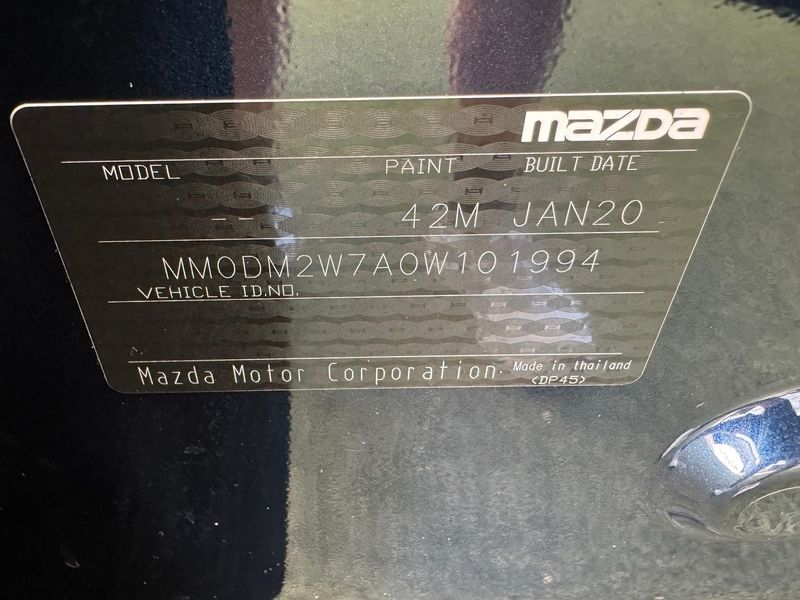 mazda
MODEL PAINT BUILT DATE
--- 42M JAN20
MM0DM2W7A0W101994
VEHICLE ID.NO.
Mazda Motor Corporation Made in thailand
<DP45>